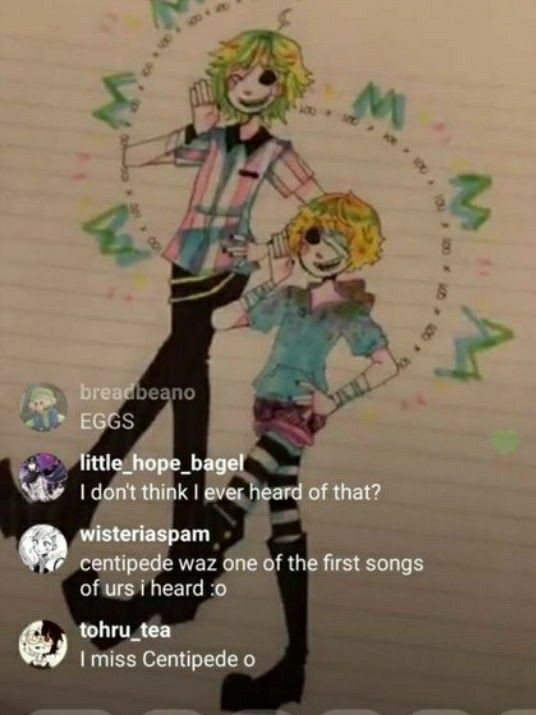 M
breadbeano
EGGS
little_hope_bagel
I don't think I ever heard of that?
wisteriaspam
centipede waz one of the first songs
of urs i heard :o
tohru_tea
I miss Centipede o